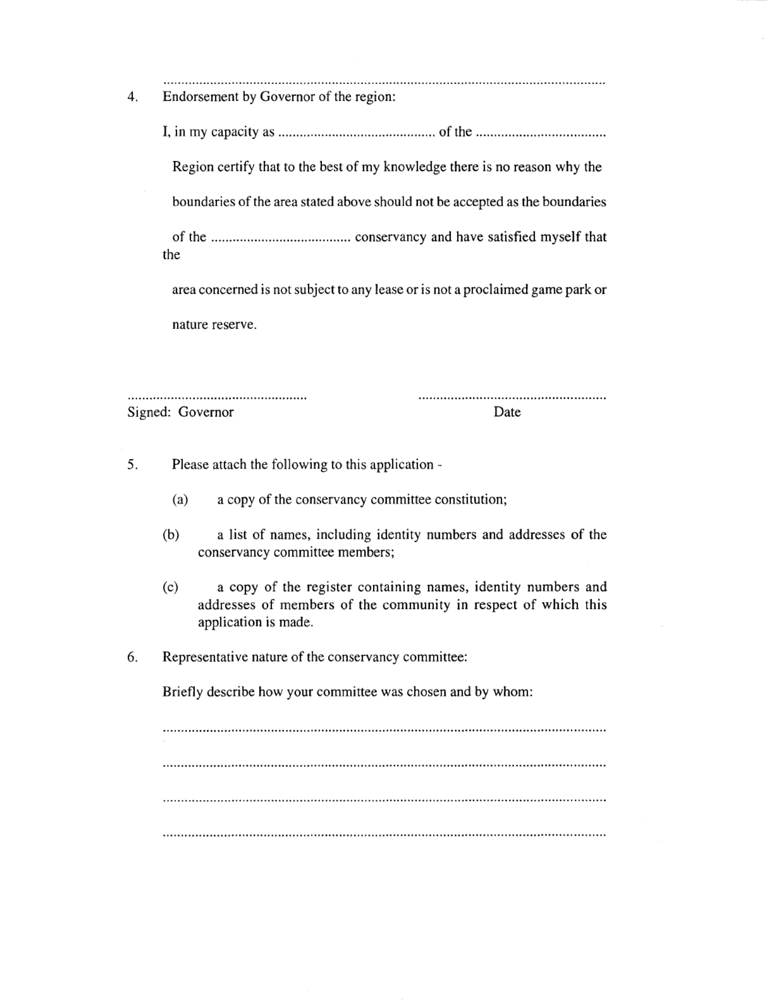 ................................................................................
4. Endorsement by Governor of the region:
I, in my capacity as ............................................ of the ....................................
Region certify that to the best of my knowledge there is no reason why the
boundaries of the area stated above should not be accepted as the boundaries
of the ....................................... conservancy and have satisfied myself that
the
area concerned is not subject to any lease or is not a proclaimed game park or
nature reserve.
.................................................. ....................................................
Signed: Governor Date
5. Please attach the following to this application -
(a) a copy of the conservancy committee constitution;
(b) a list of names, including identity numbers and addresses of the
conservancy committee members;
(c) a copy of the register containing names, identity numbers and
addresses of members of the community in respect of which this
application is made.
6. Representative nature of the conservancy committee:
Briefly describe how your committee was chosen and by whom:
................................................................................
................................................................................
................................................................................
................................................................................